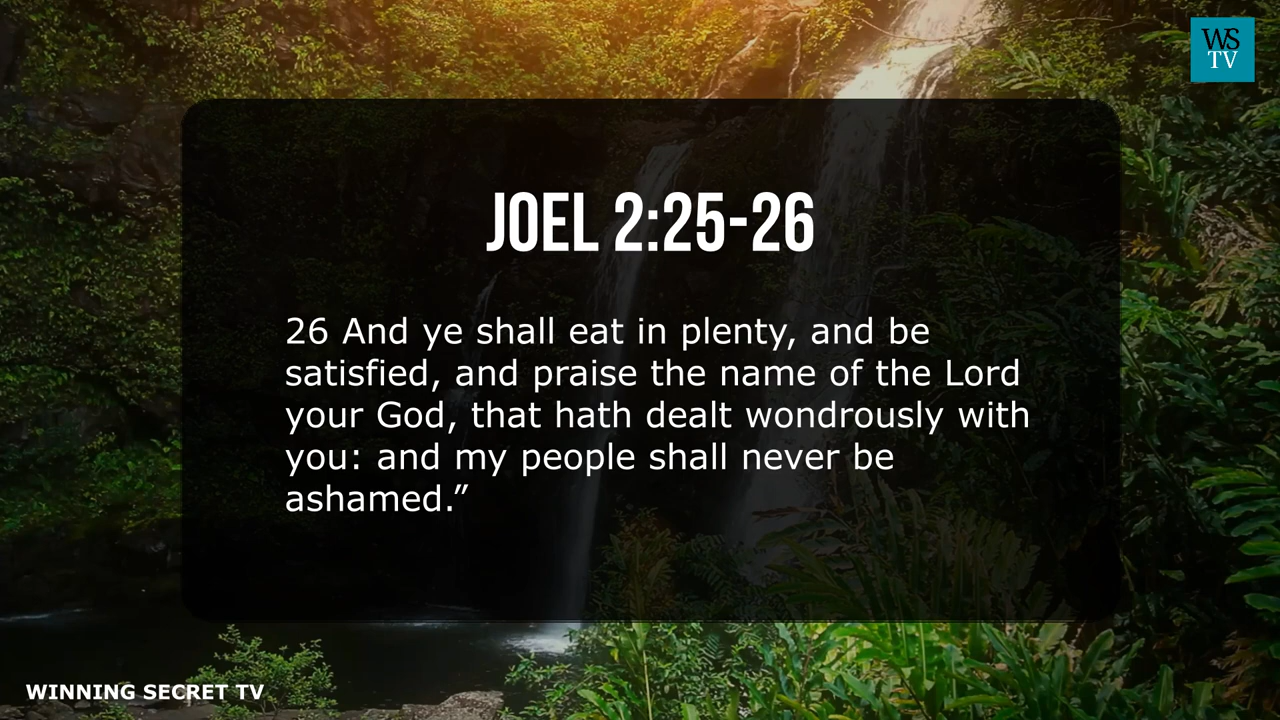 WS
TV
JOEL 2:25-26
26 And ye shall eat in plenty, and be
satisfied, and praise the name of the Lord
your God, that hath dealt wondrously with
you: and my people shall never be
ashamed.”
WINNING SECRET TV